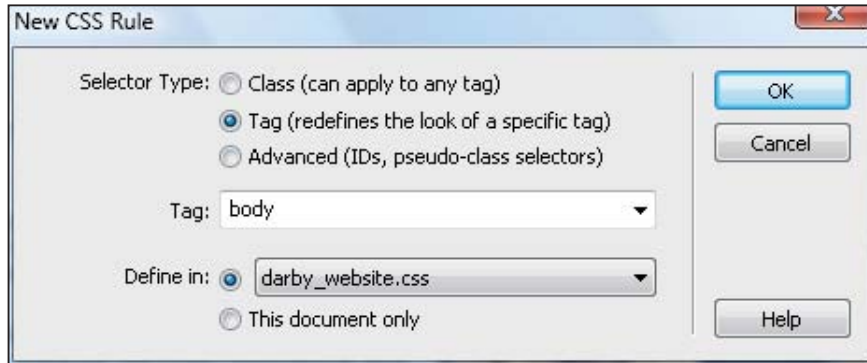 New CSS Rule
Selector Type: Class (can apply to any tag)
Tag (redefines the look of a specific tag)
Advanced (IDs, pseudo-class selectors)
Tag: body
Define in: darby_website.css
This document only
OK
Cancel
Help